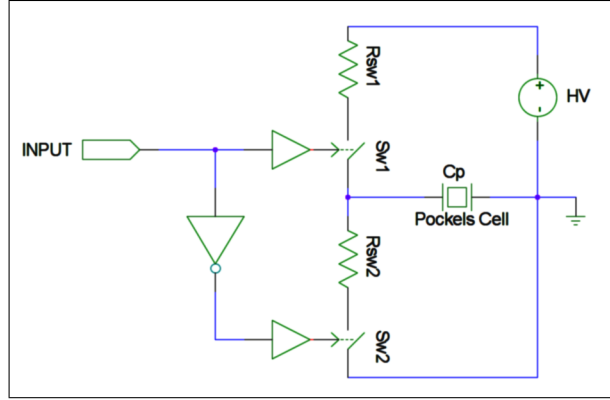 Rsw1
+
-
HV
INPUT
Sw1
Cp
Pockels Cell
Rsw2
Sw2